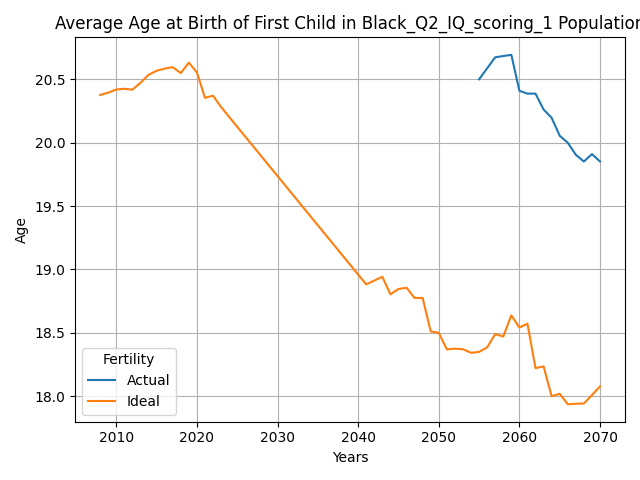 Average Age at Birth of First Child in Black_Q2_IQ_scoring_1 Population
20.5
20.0
19.5
19.0
18.5
18.0
Age
Fertility
Actual
Ideal
2010 2020 2030 2040 2050 2060 2070
Years